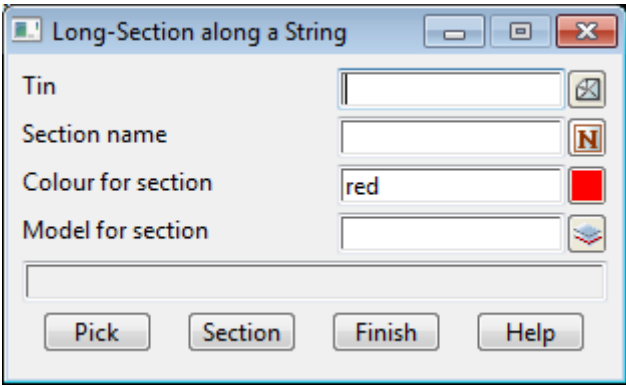 Long-Section along a String
Tin
Section name
N
Colour for section red
Model for section
Pick Section Finish Help